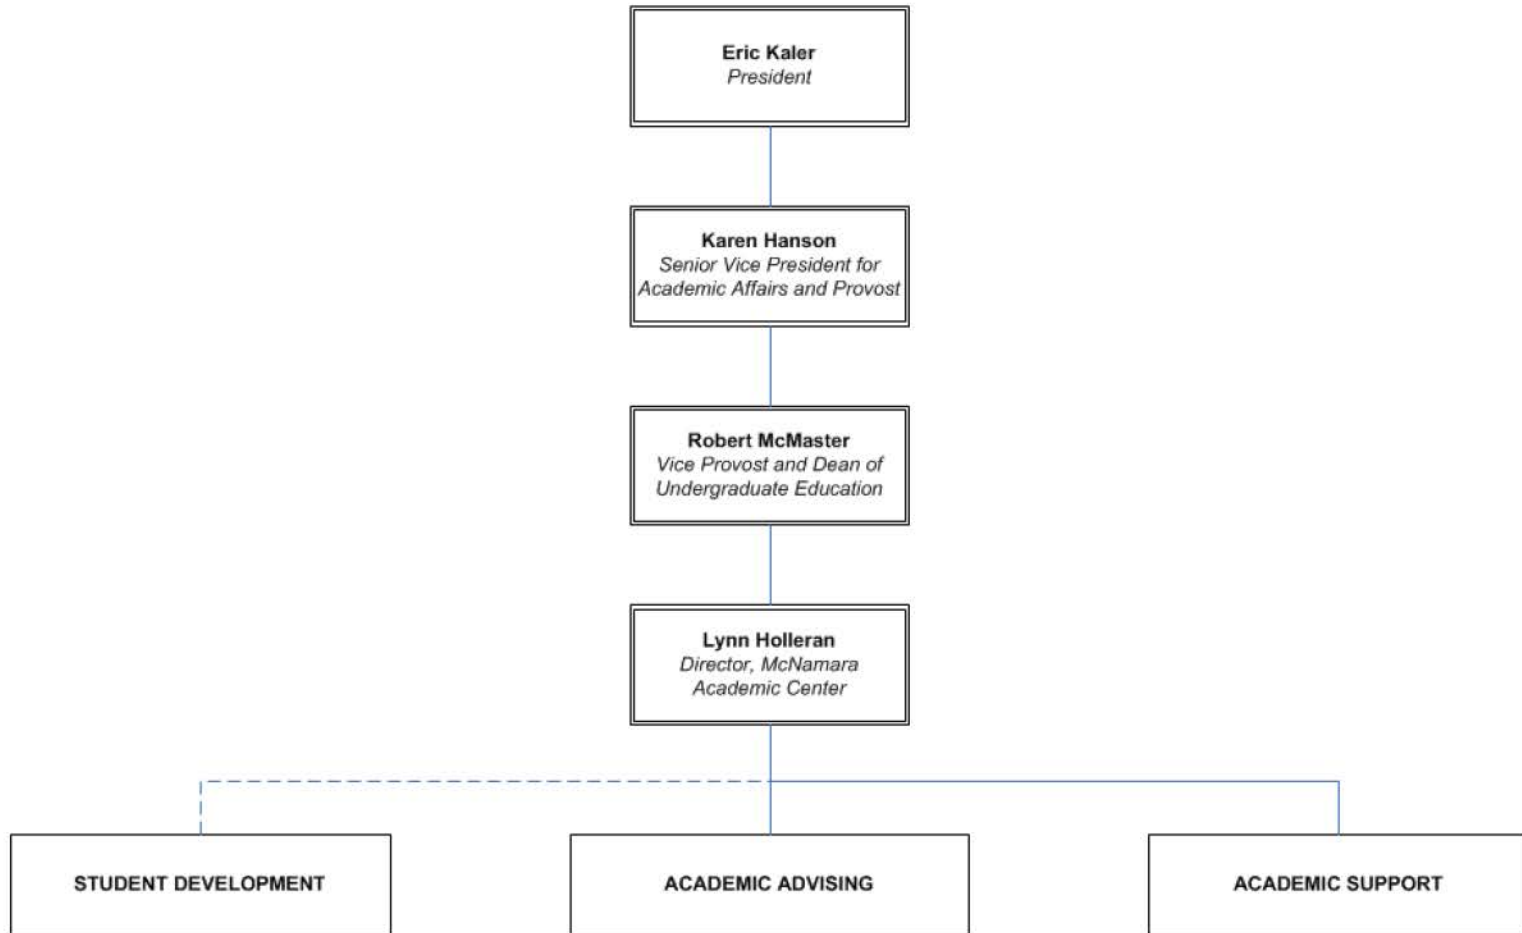 Eric Kaler
President
Karen Hanson
Senior Vice President for
Academic Affairs and Provost
Robert McMaster
Vice Provost and Dean of
Undergraduate Education
Lynn Holleran
Director, McNamara
Academic Center
STUDENT DEVELOPMENT
ACADEMIC ADVISING
ACADEMIC SUPPORT